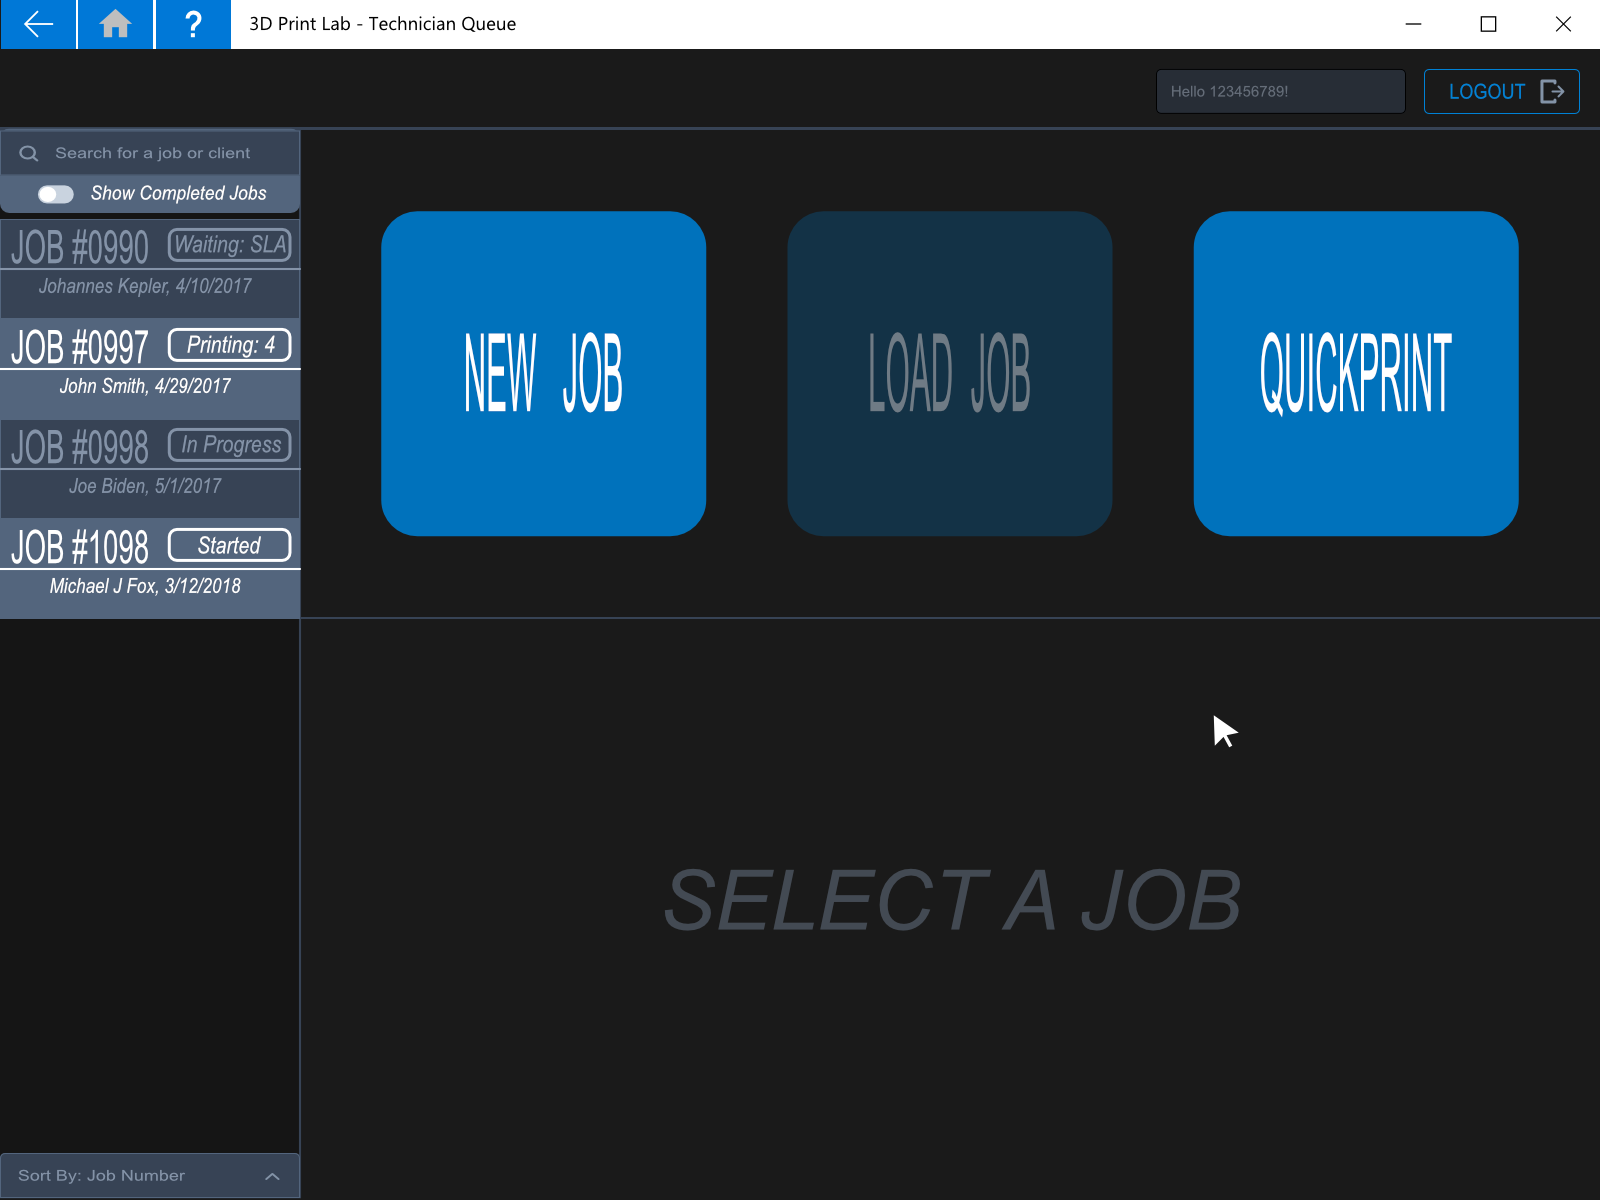 ?
3D Print Lab - Technician Queue
Hello 123456789!
LOGOUT
Search for a job or client
Show Completed Jobs
JOB #0990 Waiting: SLA
Johannes Kepler, 4/10/2017
JOB #0997 Printing: 4
John Smith, 4/29/2017
JOB #0998 In Progress
Joe Biden, 5/1/2017
JOB #1098 Started
Michael J Fox, 3/12/2018
NEW JOB
LOAD JOB
QUICKPRINT
SELECT A JOB
Sort By: Job Number